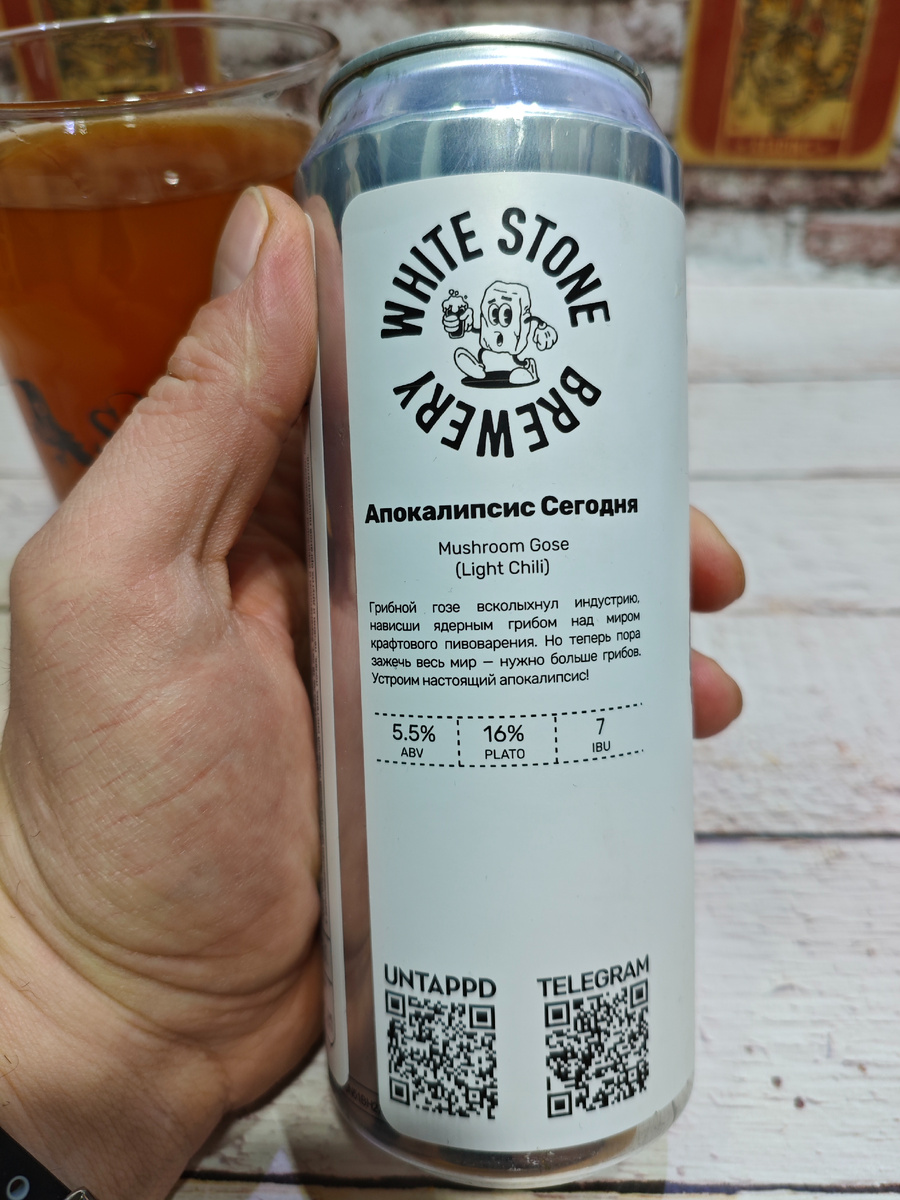 WHITE STONE
BREWERY
Апокалипсис Сегодня
Mushroom Gose
(Light Chili)
Грибной гозе всколыхнул индустрию,
нависши ядерным грибом над миром
крафтового пивоварения. Но теперь пора
зажечь весь мир — нужно больше грибов.
Устроим настоящий апокалипсис!
5.5% 16% 7
ABV PLATO IBU
UNTAPPD TELEGRAM